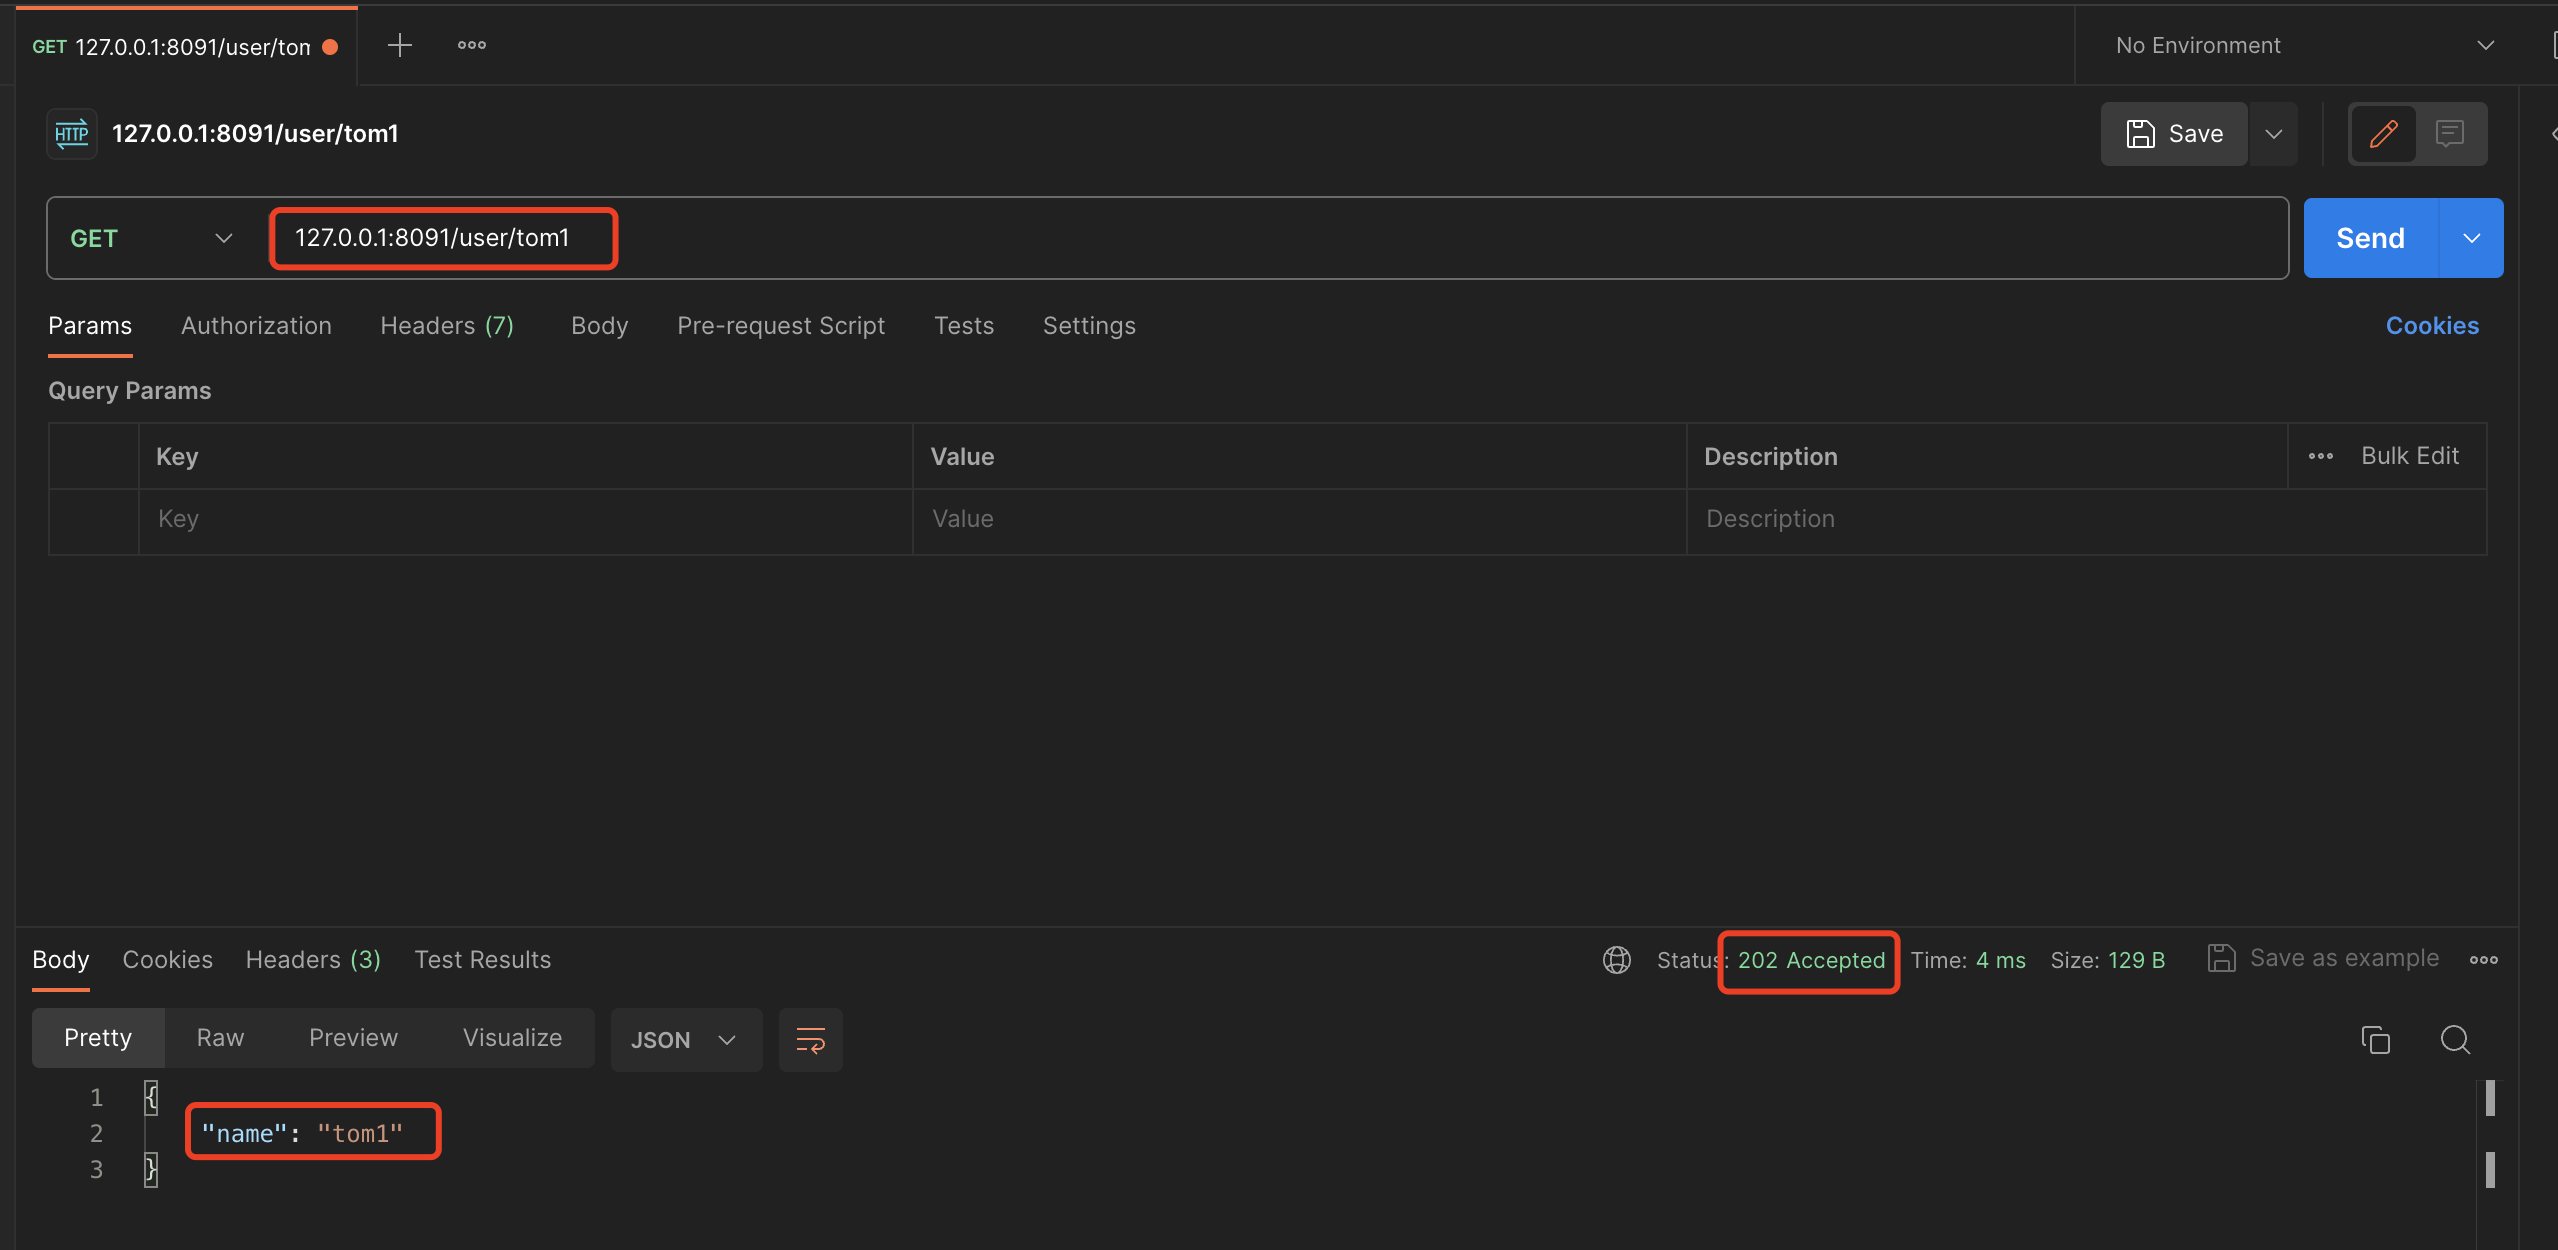 GET 127.0.0.1:8091/user/tom
No Environment
HTTP 127.0.0.1:8091/user/tom1
Save
GET 127.0.0.1:8091/user/tom1
Send
Params Authorization Headers (7) Body Pre-request Script Tests Settings Cookies
Query Params
Key Value Description Bulk Edit
Key Value Description
Body Cookies Headers (3) Test Results Status: 202 Accepted Time: 4 ms Size: 129 B Save as example
Pretty Raw Preview Visualize JSON
1 {
2 "name": "tom1"
3 }